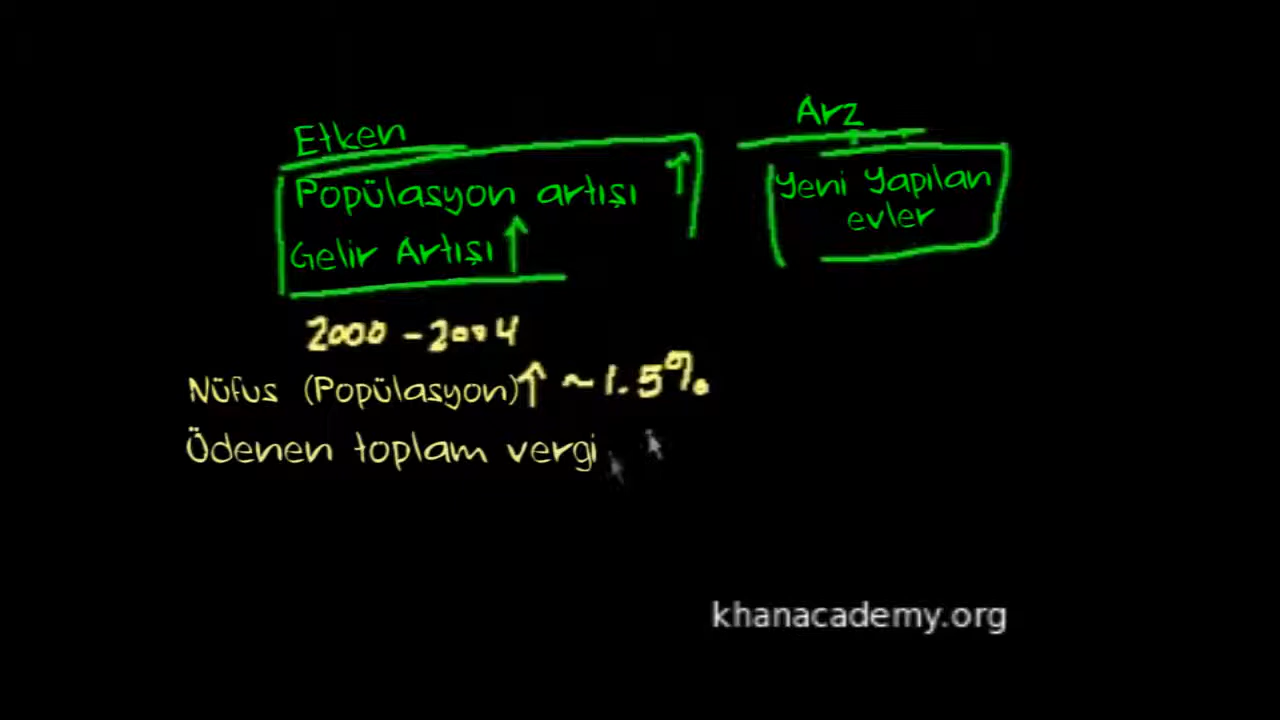 Etken
Arz
Popülasyon artışı ↑
Gelir Artışı ↑
Yeni Yapılan
evler
2000 - 2004
Nüfus (Popülasyon)↑ ~1.5%
Ödenen toplam vergi
khanacademy.org